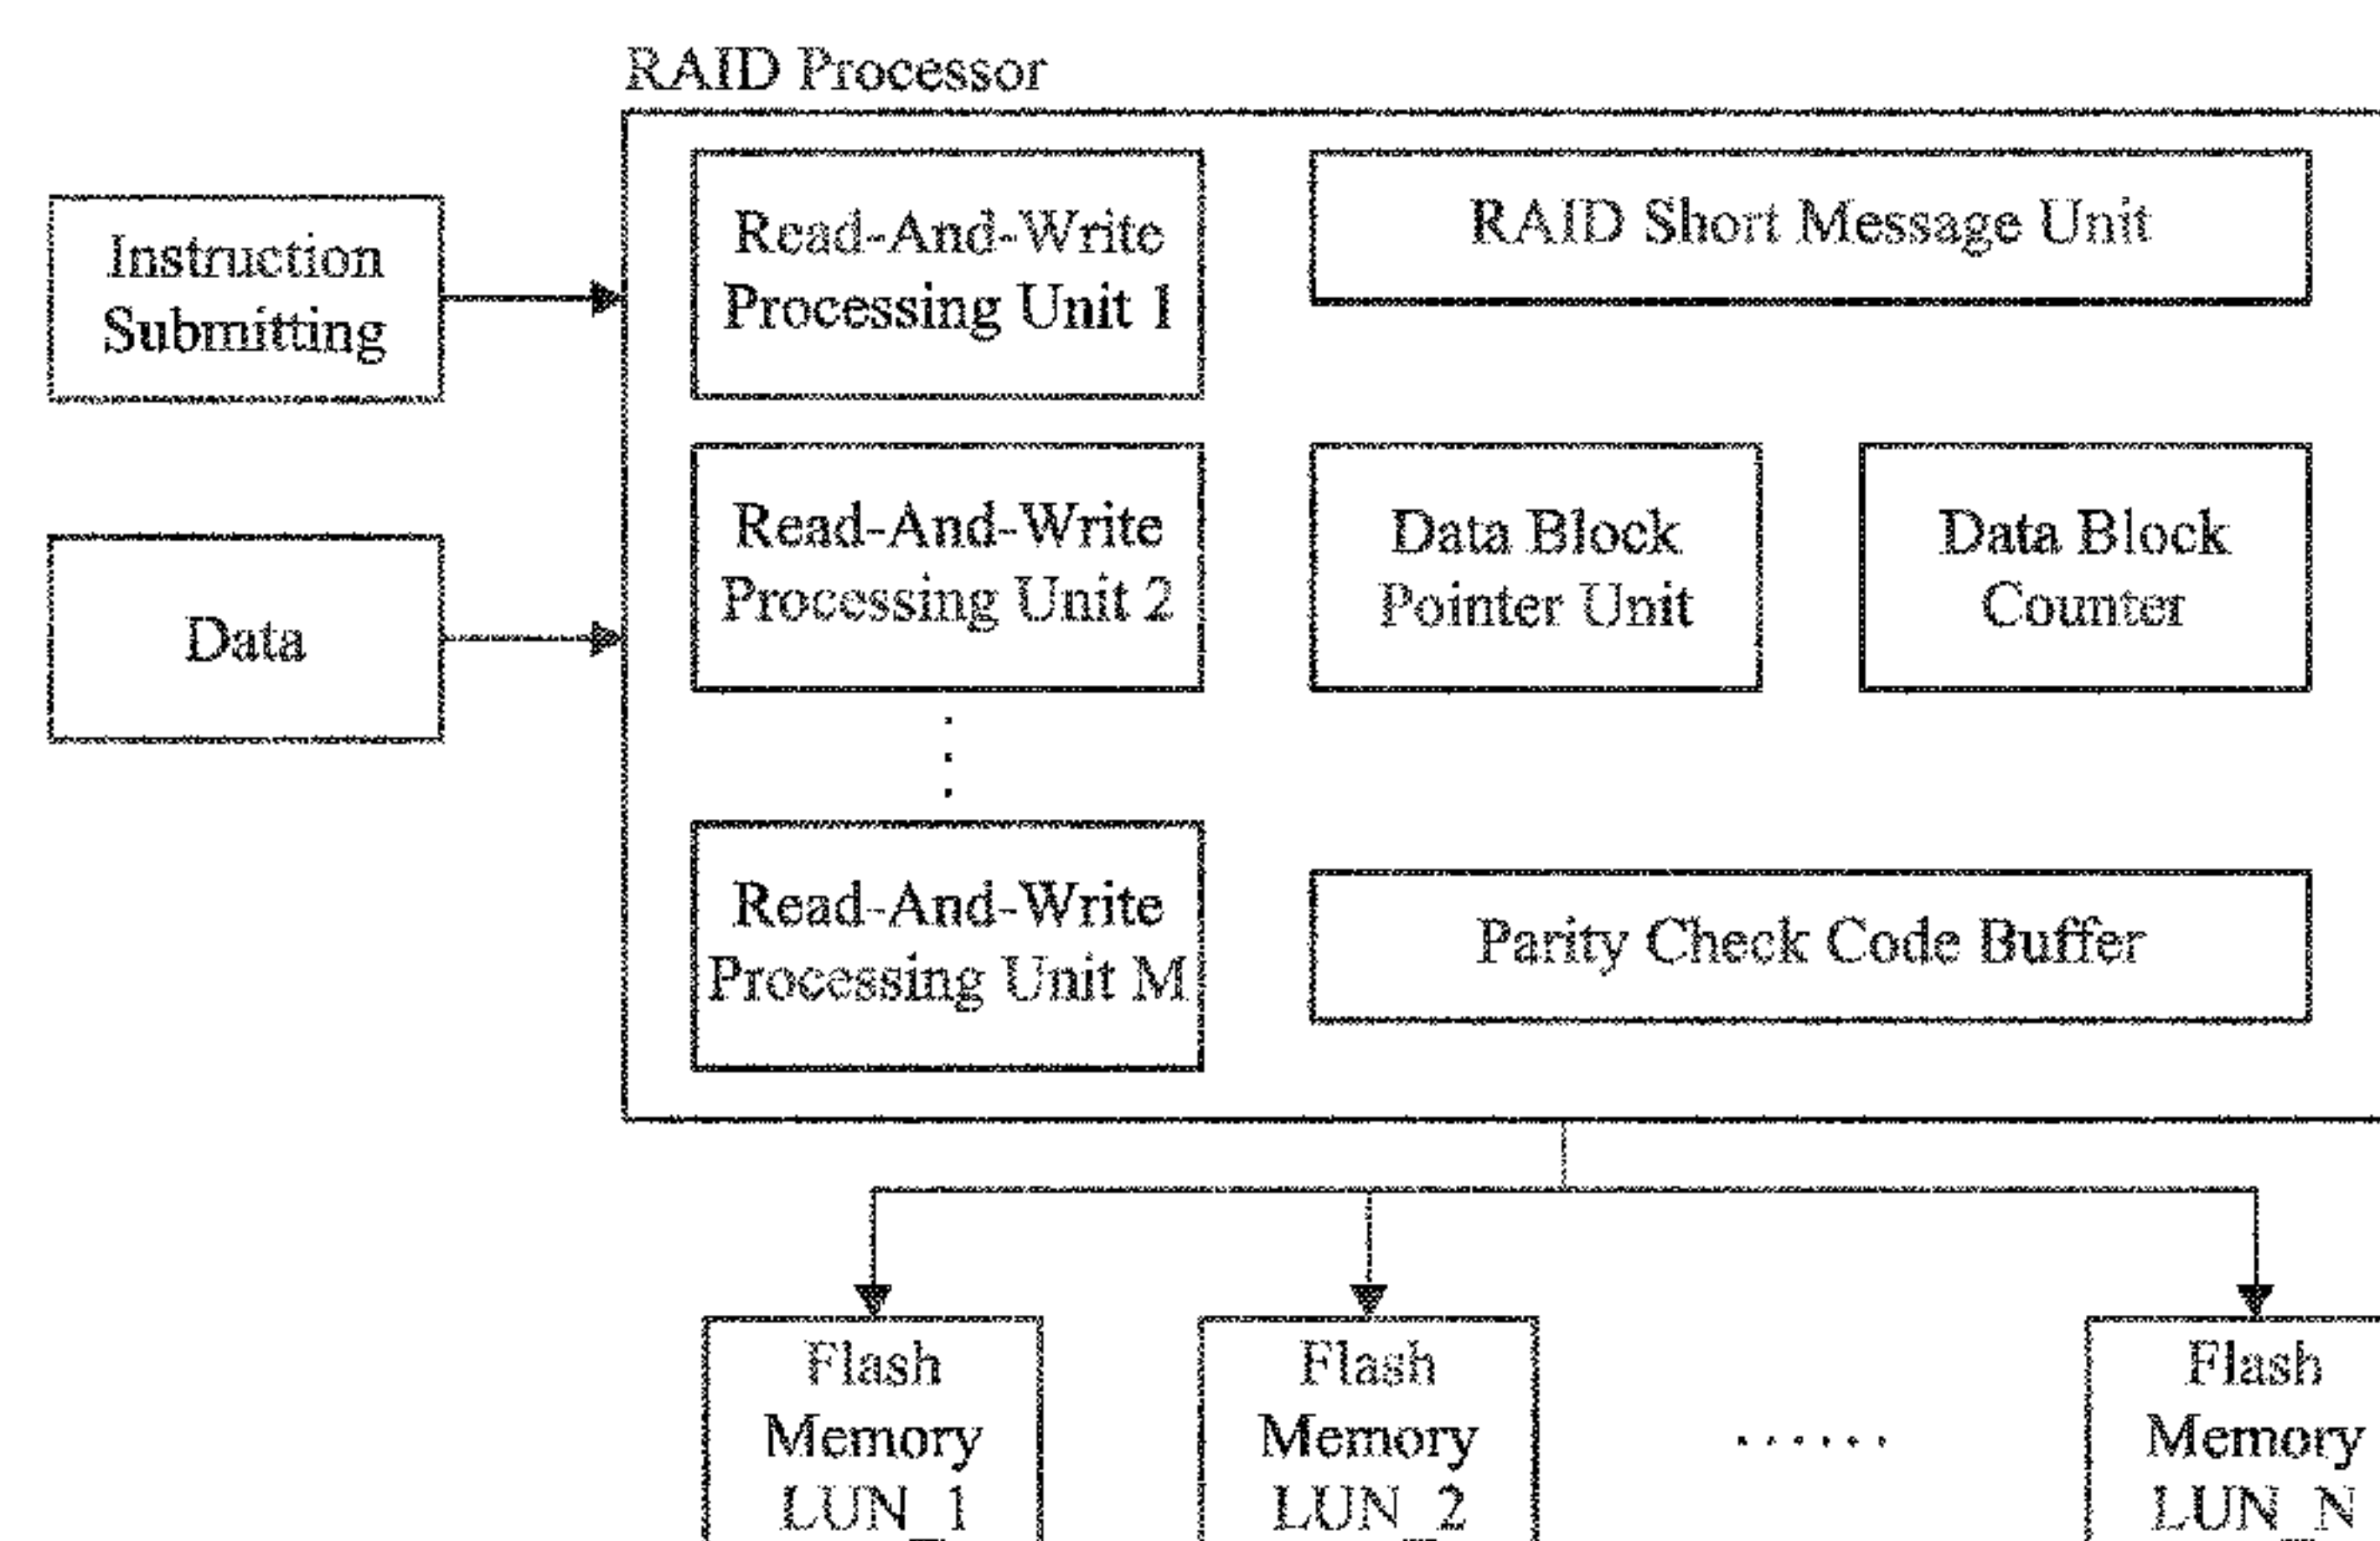 RAID Processor
Instruction
Submitting
Data
Read-And-Write
Processing Unit 1
RAID Short Message Unit
Read-And-Write
Processing Unit 2
Data Block
Pointer Unit
Data Block
Counter
Read-And-Write
Processing Unit M
Parity Check Code Buffer
Flash
Memory
LUN_1
Flash
Memory
LUN_2
Flash
Memory
LUN_N